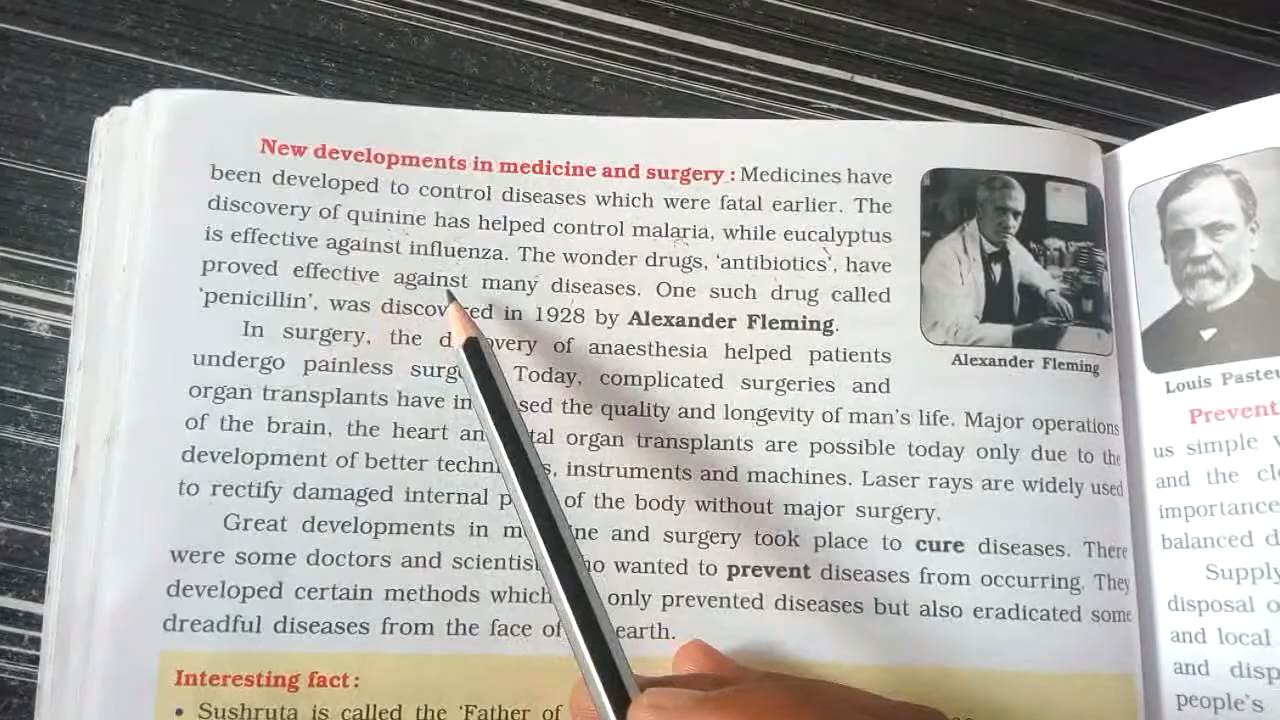 New developments in medicine and surgery : Medicines have
been developed to control diseases which were fatal earlier. The
discovery of quinine has helped control malaria, while eucalyptus
is effective against influenza. The wonder drugs, 'antibiotics', have
proved effective against many diseases. One such drug called
'penicillin', was discovered in 1928 by Alexander Fleming.
Alexander Fleming
In surgery, the discovery of anaesthesia helped patients
undergo painless Today, complicated surgeries and
organ transplants have in sed the quality and longevity of man's life. Major operations
of the brain, the heart an tal organ transplants are possible today only due to the
development of better techni s, instruments and machines. Laser rays are widely used
to rectify damaged internal p of the body without major surgery.
Great developments in m ne and surgery took place to cure diseases. There
were some doctors and scientis o wanted to prevent diseases from occurring. They
developed certain methods which only prevented diseases but also eradicated some
dreadful diseases from the face of earth.
Interesting fact :
• Sushruta is called the 'Father of
Louis Pasteu
Prevent
us simple
and the cl
importance
balanced d
Supply
disposal o
and local
and disp
people's